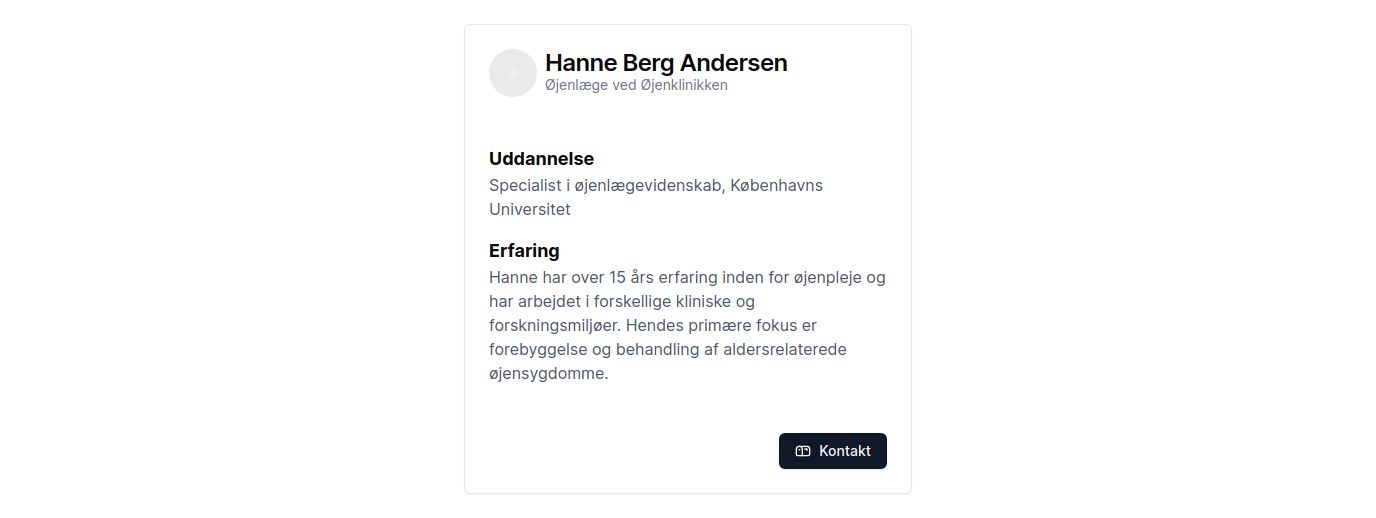 Hanne Berg Andersen
Øjenlæge ved Øjenklinikken
Uddannelse
Specialist i øjenlægevidenskab, Københavns
Universitet
Erfaring
Hanne har over 15 års erfaring inden for øjenpleje og
har arbejdet i forskellige kliniske og
forskningsmiljøer. Hendes primære fokus er
forebyggelse og behandling af aldersrelaterede
øjensygdomme.
Kontakt